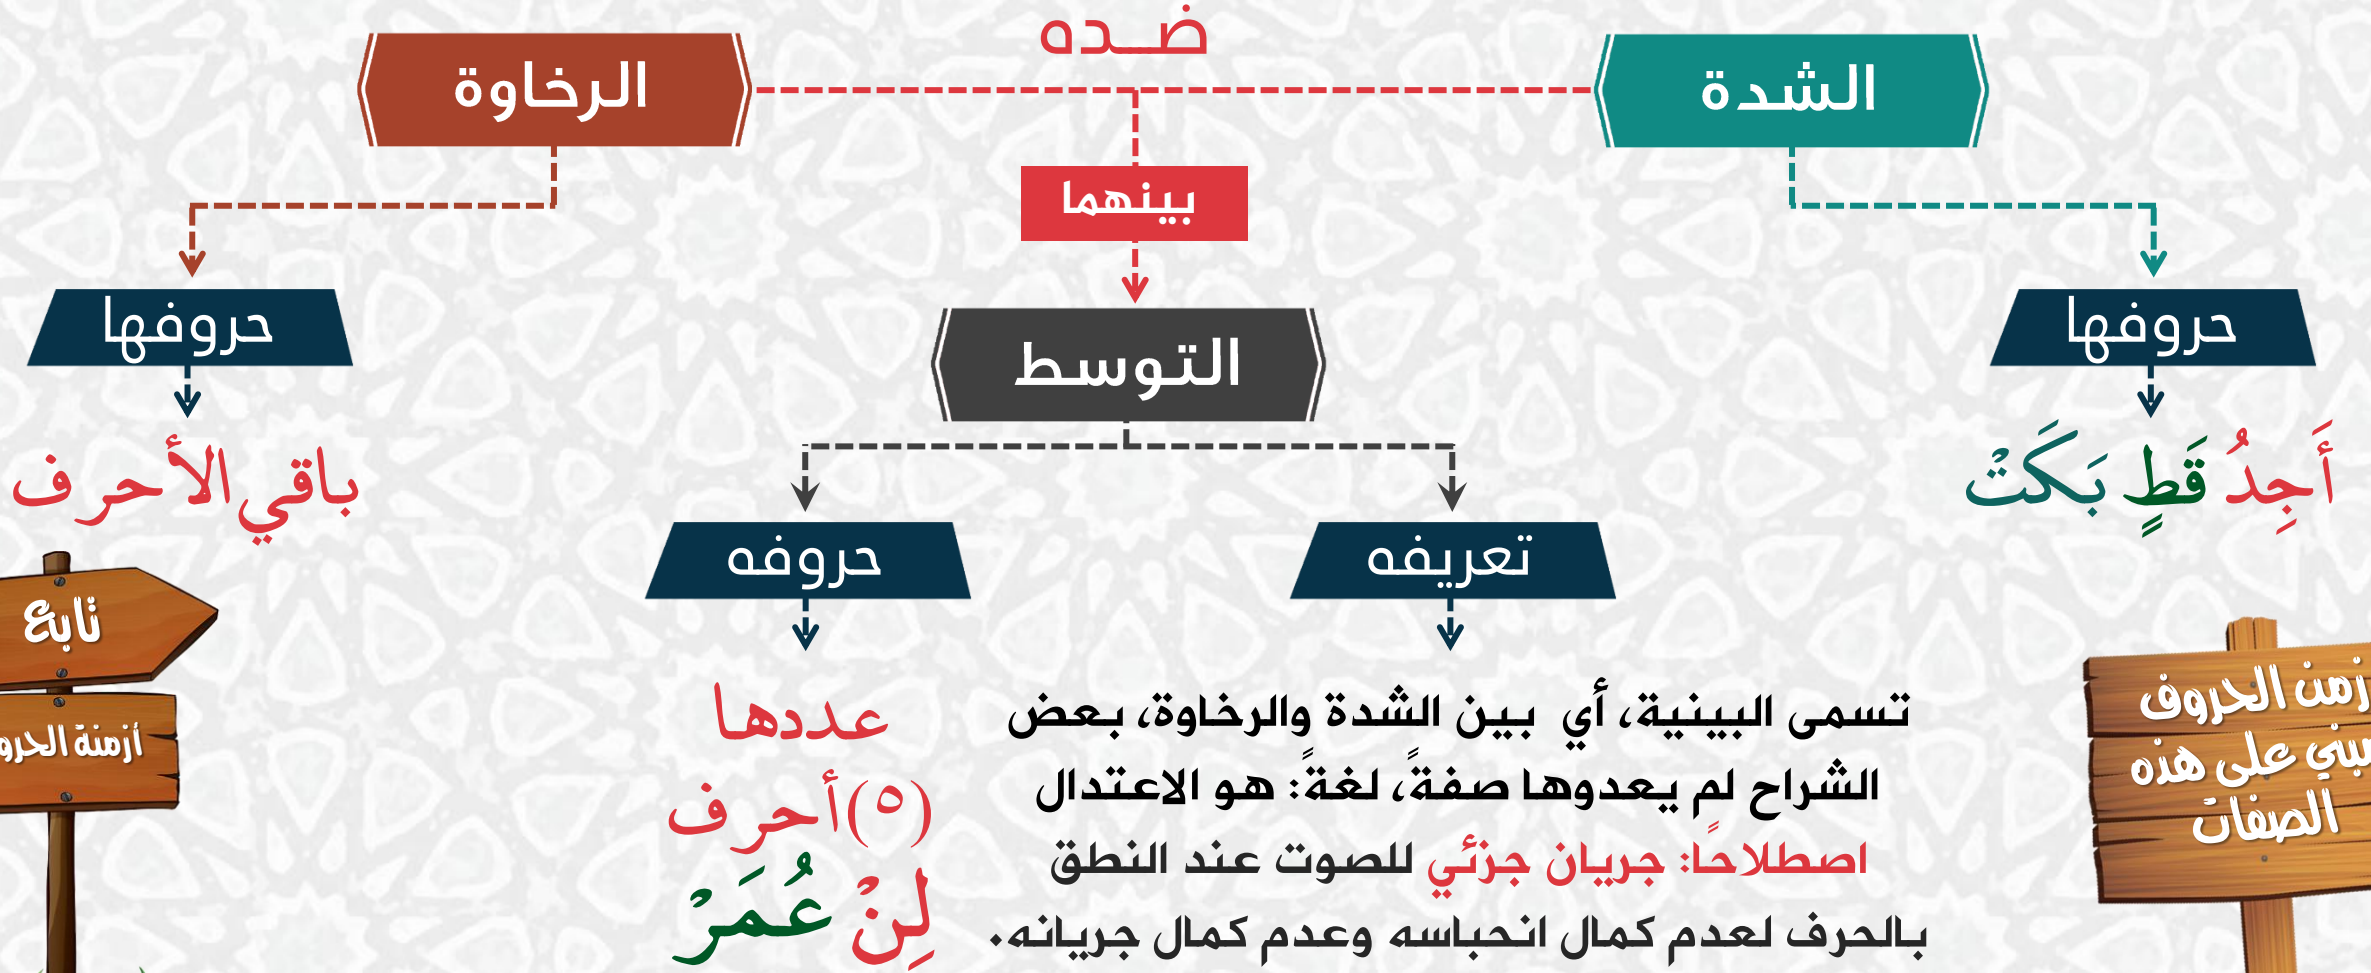 ضده
الشدة
الرخاوة
بينهما
حروفها
التوسط
حروفها
أَجِدُ قَطٍ بَكَتْ
باقي الأحرف
تعريفه
حروفه
تسمى البينية، أي بين الشدة والرخاوة، بعض
الشراح لم يعدوها صفةً، لغةً: هو الاعتدال
اصطلاحًا: جريان جزئي للصوت عند النطق
بالحرف لعدم كمال انحباسه وعدم كمال جريانه.
عددها
(٥) أحرف
لِنْ عُمَرْ
الحروف
على هذه
الصفات
تابع
أزمنة